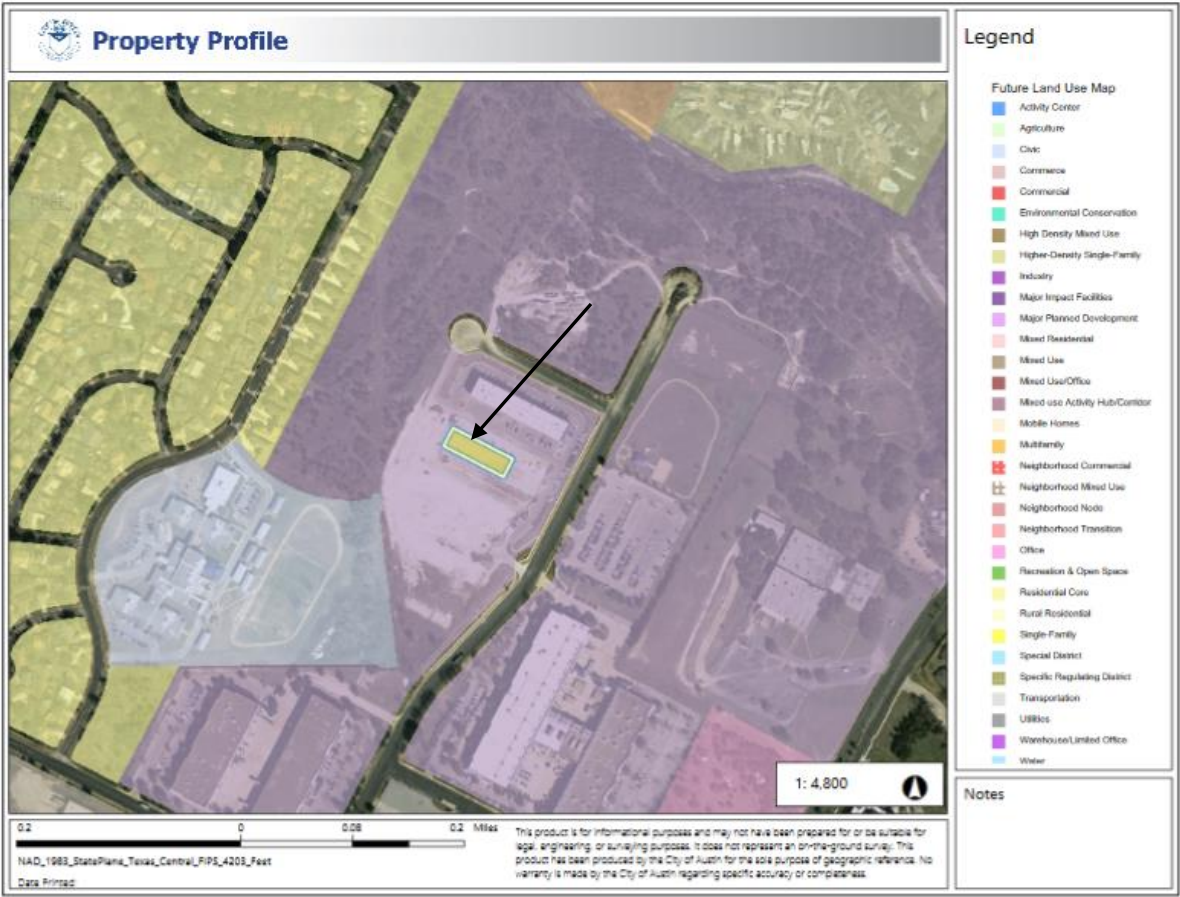 Property Profile
Legend
Future Land Use Map
Activity Center
Agriculture
Civic
Commerce
Commercial
Environmental Conservation
High Density Mixed Use
Higher-Density Single-Family
Industry
Major Impact Facilities
Major Planned Development
Mixed Residential
Mixed Use
Mixed Use/Office
Mixed-use Activity Hub/Corridor
Mobile Homes
Multifamily
Neighborhood Commercial
Neighborhood Mixed Use
Neighborhood Node
Neighborhood Transition
Office
Recreation & Open Space
Residential Core
Rural Residential
Single-Family
Special District
Specific Regulating District
Transportation
Utilities
Warehouse/Limited Office
Water
1: 4,800
Notes
0.2 0 0.08 0.2 Miles
NAD_1983_StatePlane_Texas_Central_FIPS_4203_Feet
Date Printed:
This product is for informational purposes and may not have been prepared for or be suitable for
legal, engineering, or surveying purposes. It does not represent an on-the-ground survey. This
product has been produced by the City of Austin for the sole purpose of geographic reference. No
warranty is made by the City of Austin regarding specific accuracy or completeness.